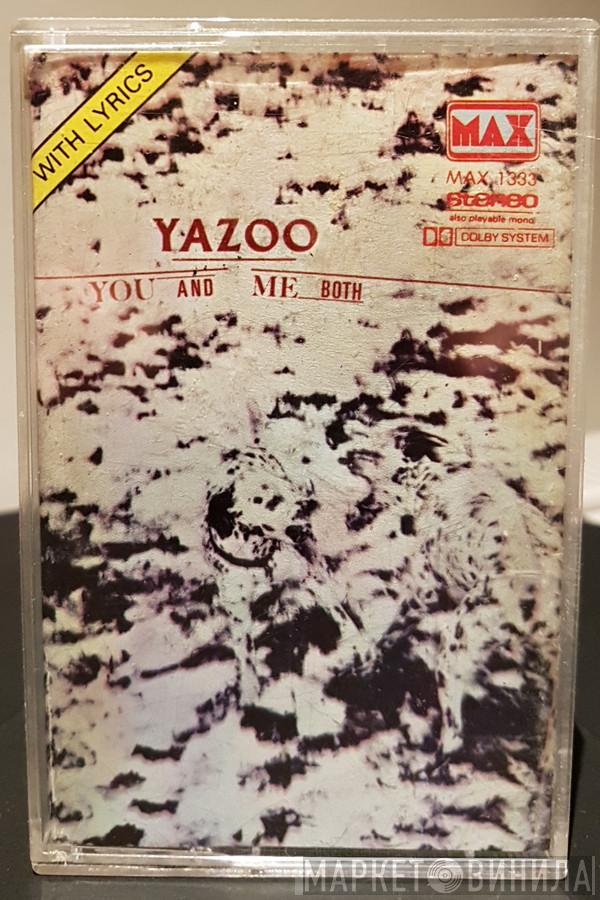 WITH LYRICS
MAX
MAX 1333
stereo
also playable mono
DOLBY SYSTEM
YAZOO
YOU AND ME BOTH
МАРКЕТ ВИНИЛА